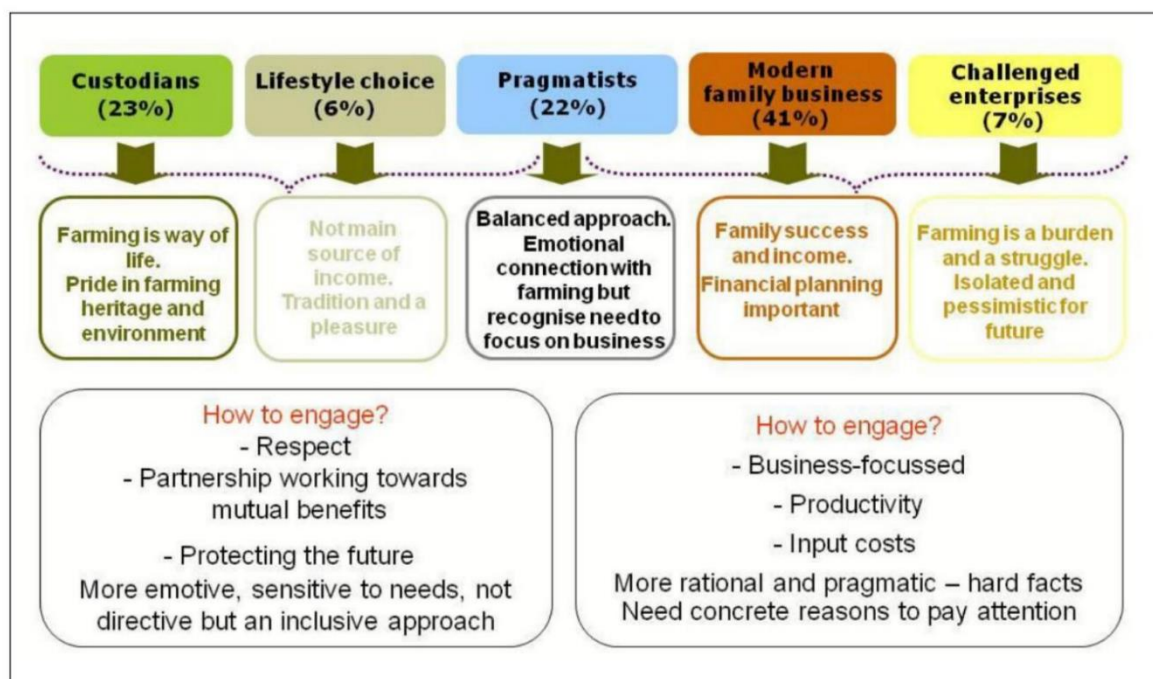 Custodians
(23%)
Lifestyle choice
(6%)
Pragmatists
(22%)
Modern
family business
(41%)
Challenged
enterprises
(7%)
Farming is way of
life.
Pride in farming
heritage and
environment
Not main
source of
income.
Tradition and a
pleasure
Balanced approach.
Emotional
connection with
farming but
recognise need to
focus on business
Family success
and income.
Financial planning
important
Farming is a burden
and a struggle.
Isolated and
pessimistic for
future
How to engage?
- Respect
- Partnership working towards
mutual benefits
- Protecting the future
More emotive, sensitive to needs, not
directive but an inclusive approach
How to engage?
- Business-focussed
- Productivity
- Input costs
More rational and pragmatic – hard facts
Need concrete reasons to pay attention